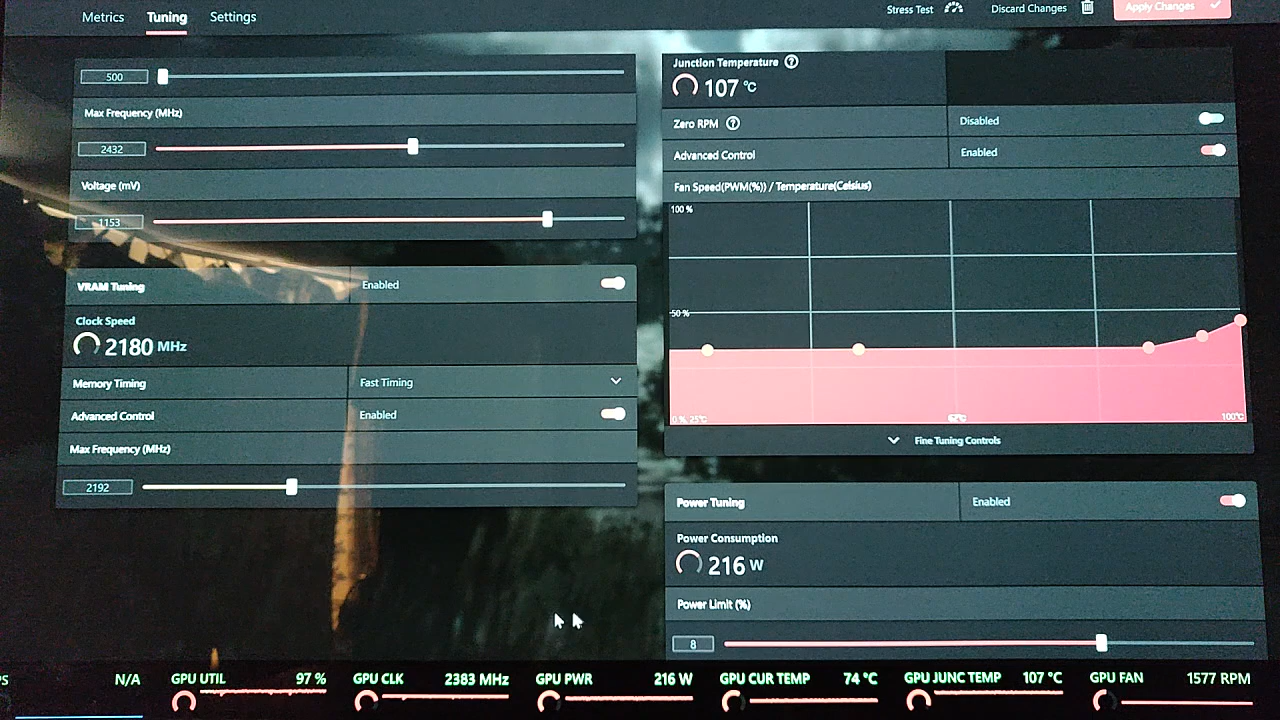 Metrics
Tuning
Settings
Stress Test
Discard Changes
Apply Changes
500
Max Frequency (MHz)
2432
Voltage (mV)
1153
VRAM Tuning
Enabled
Clock Speed
2180 MHz
Memory Timing
Fast Timing
Advanced Control
Enabled
Max Frequency (MHz)
2192
Junction Temperature ?
107 °C
Zero RPM ?
Disabled
Advanced Control
Enabled
Fan Speed(PWM(%)) / Temperature(Celsius)
100 %
50 %
0 %, 25°C
62°C
100°C
Fine Tuning Controls
Power Tuning
Enabled
Power Consumption
216 W
Power Limit (%)
8
N/A
GPU UTIL 97 %
GPU CLK 2383 MHz
GPU PWR 216 W
GPU CUR TEMP 74 °C
GPU JUNC TEMP 107 °C
GPU FAN 1577 RPM